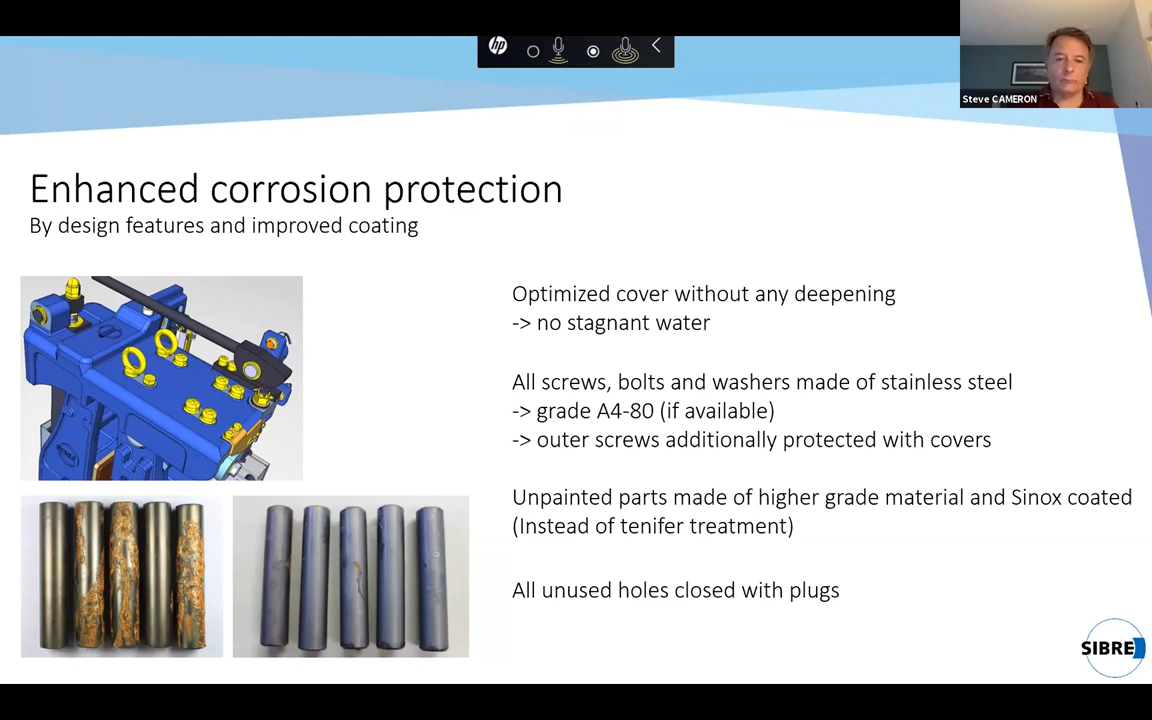 hp
Steve CAMERON
Enhanced corrosion protection
By design features and improved coating
Optimized cover without any deepening
-> no stagnant water
All screws, bolts and washers made of stainless steel
-> grade A4-80 (if available)
-> outer screws additionally protected with covers
Unpainted parts made of higher grade material and Sinox coated
(Instead of tenifer treatment)
All unused holes closed with plugs
SIBRE